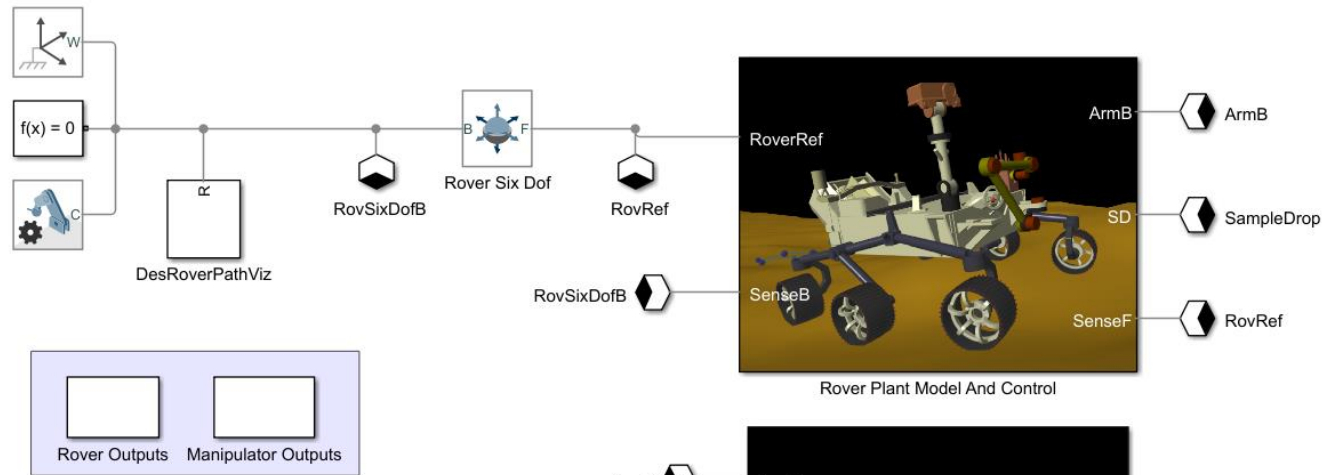 W
f(x) = 0
C
R
DesRoverPathViz
RovSixDofB
B
F
Rover Six Dof
RovRef
RoverRef
RovSixDofB
SenseB
ArmB
ArmB
SD
SampleDrop
SenseF
RovRef
Rover Plant Model And Control
Rover Outputs
Manipulator Outputs